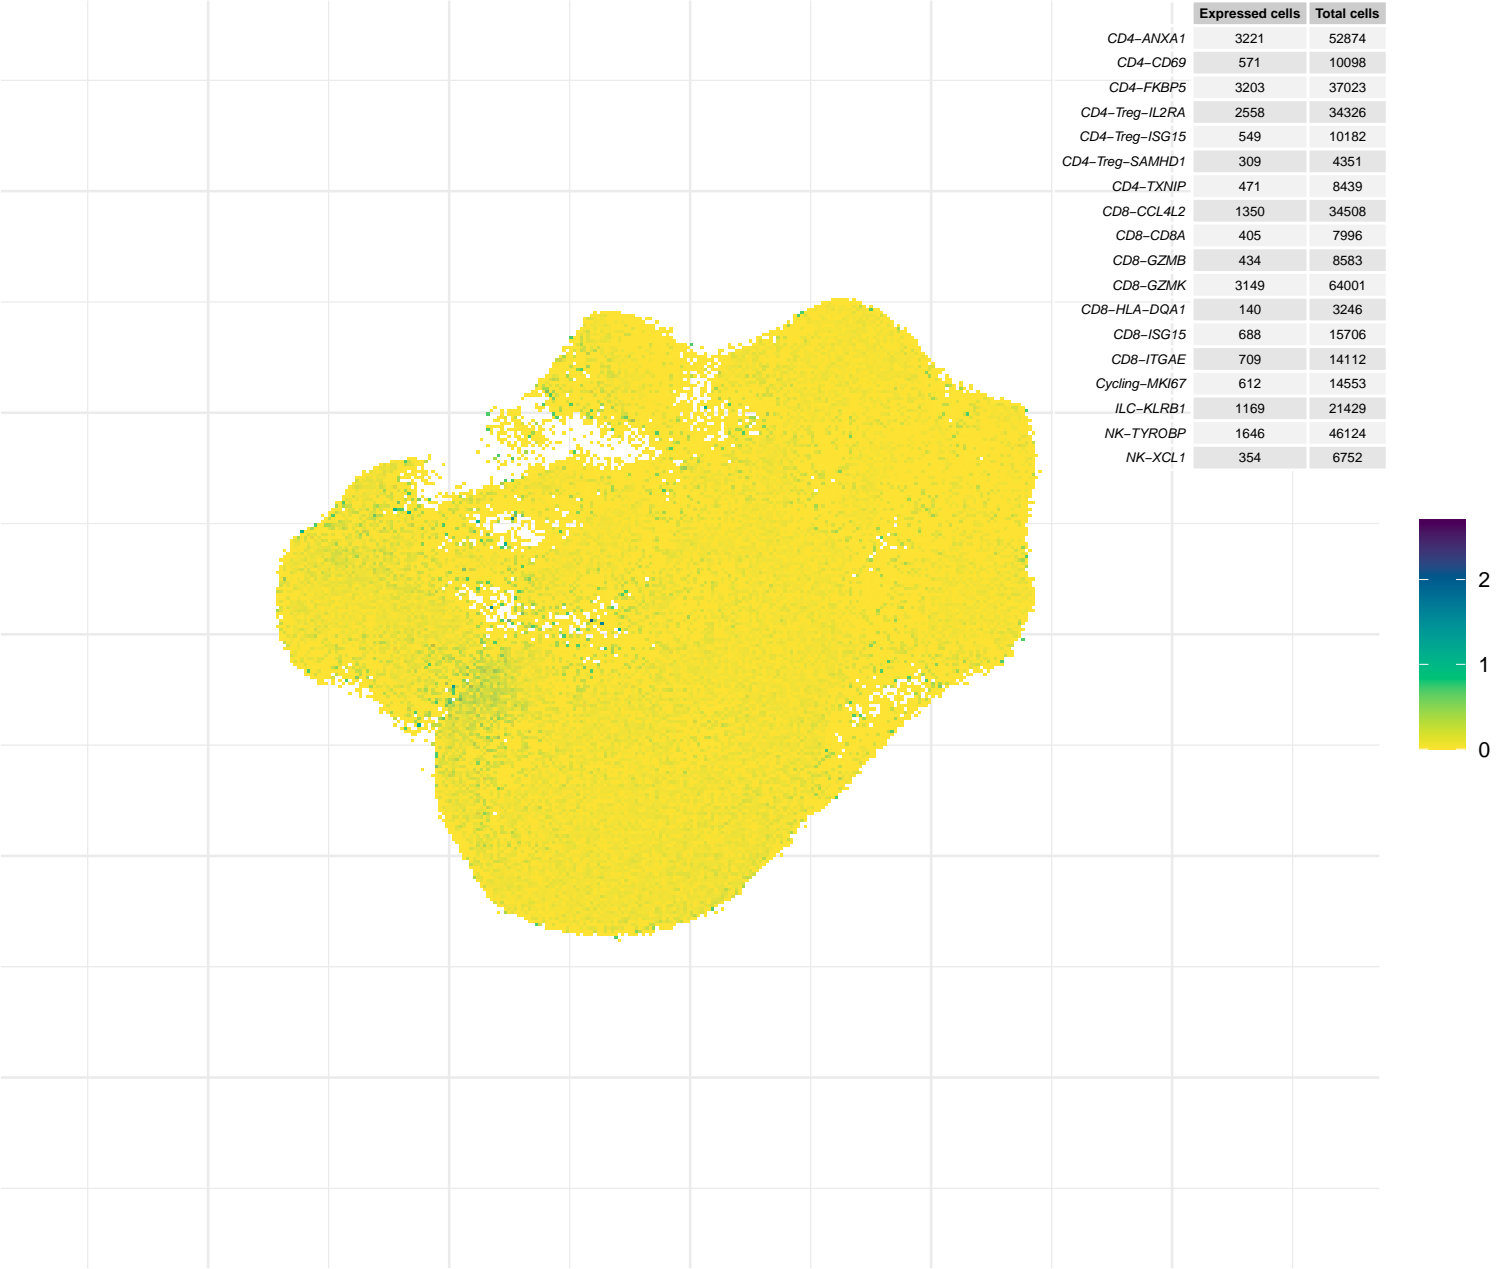 Expressed cells Total cells
CD4−ANXA1 3221 52874
CD4−CD69 571 10098
CD4−FKBP5 3203 37023
CD4−Treg−IL2RA 2558 34326
CD4−Treg−ISG15 549 10182
CD4−Treg−SAMHD1 309 4351
CD4−TXNIP 471 8439
CD8−CCL4L2 1350 34508
CD8−CD8A 405 7996
CD8−GZMB 434 8583
CD8−GZMK 3149 64001
CD8−HLA−DQA1 140 3246
CD8−ISG15 688 15706
CD8−ITGAE 709 14112
Cycling−MKI67 612 14553
ILC−KLRB1 1169 21429
NK−TYROBP 1646 46124
NK−XCL1 354 6752
2
1
0